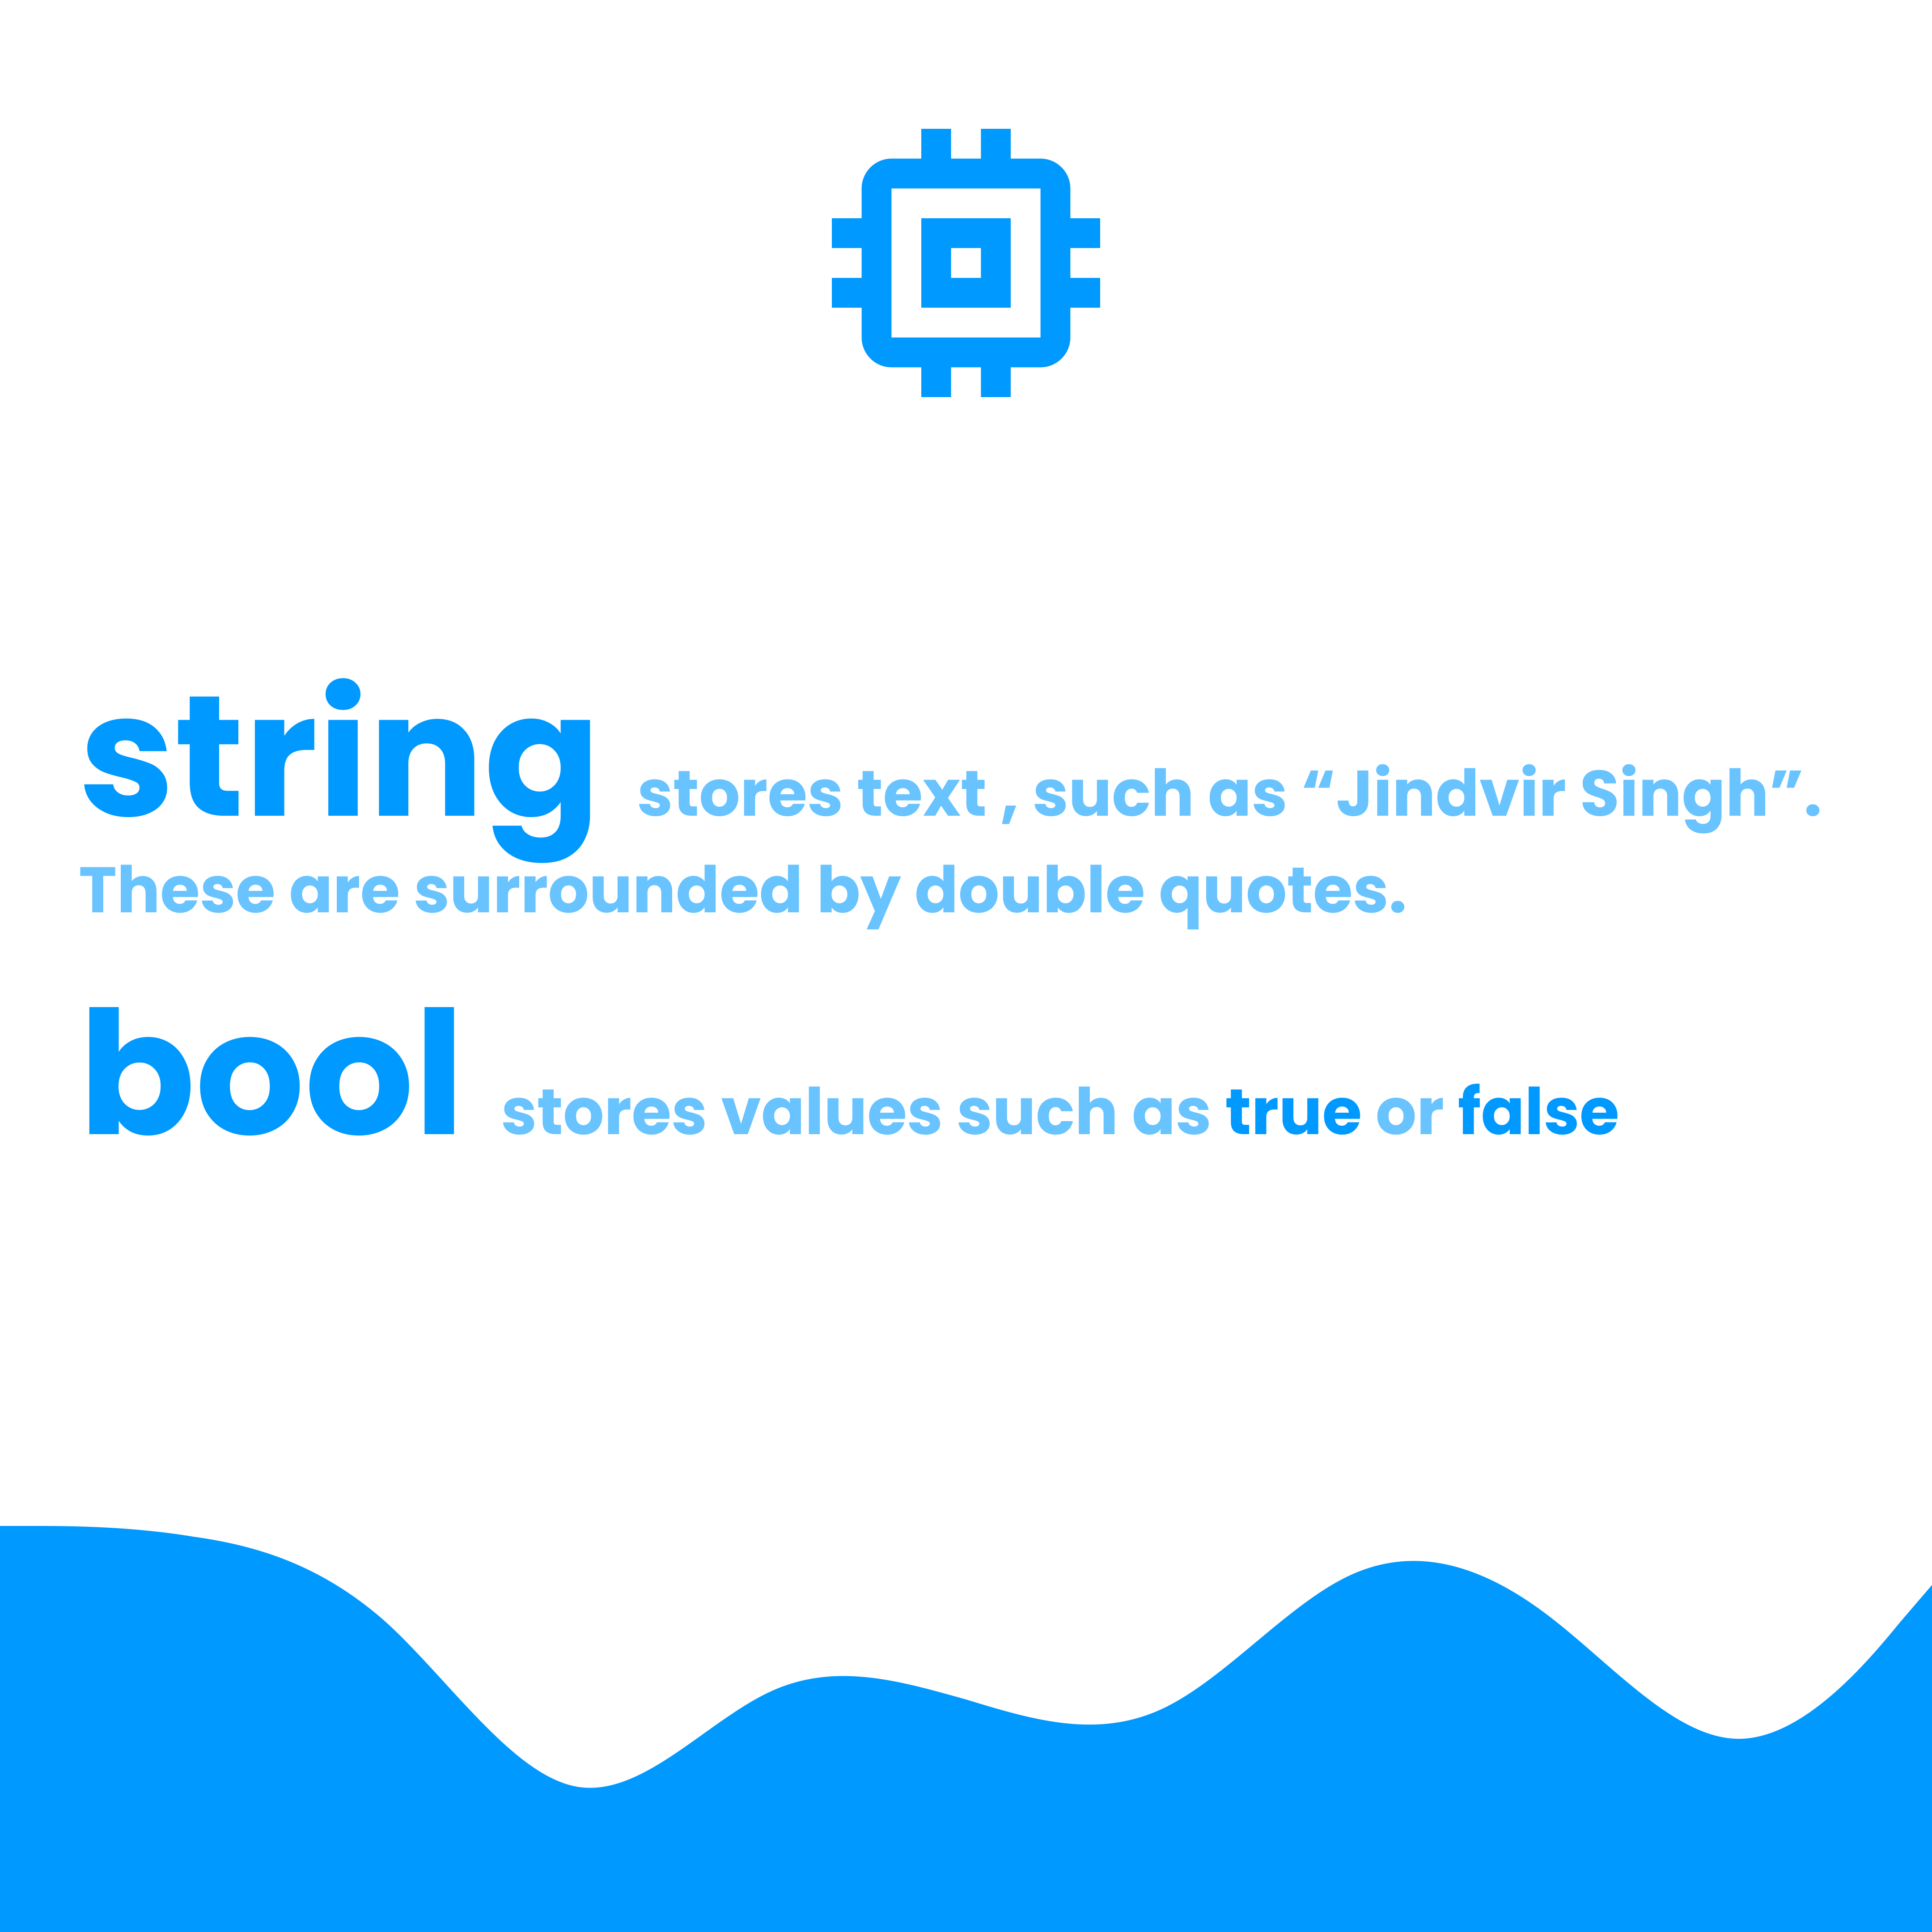 string stores text , such as “Jindvir Singh”.
These are surrounded by double quotes.
bool stores values such as true or false